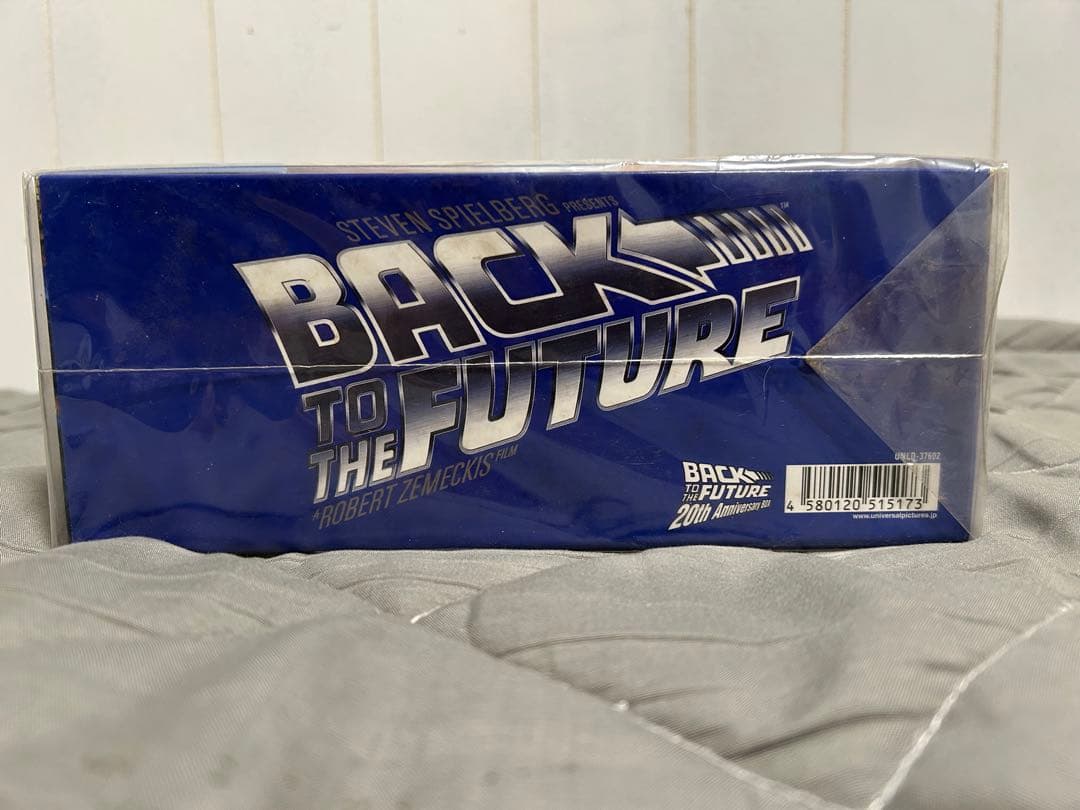 STEVEN SPIELBERG PRESENTS
BACK
TM
TO THE FUTURE
A ROBERT ZEMECKIS FILM
UNLD-37602
BACK
TO THE FUTURE
20th Anniversary BOX
4 580120 515173
www.universalpictures.jp